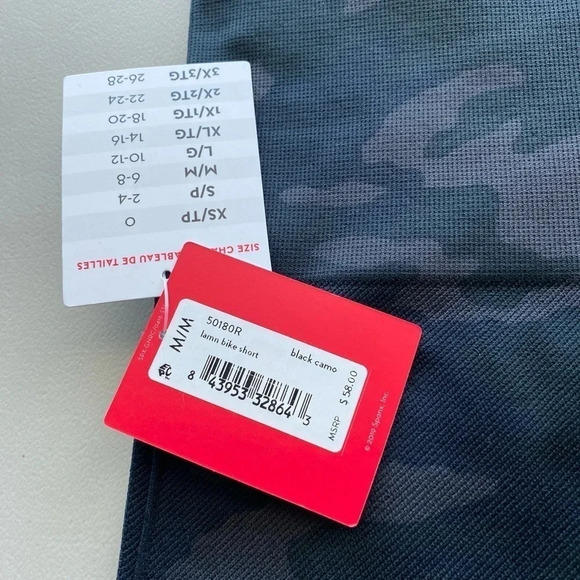 SIZE
TABLEAU DE TAILLES
XS/TP 0
S/P 2-4
M/M 6-8
L/G 10-12
XL/TG 14-16
1X/1TG 18-20
2X/2TG 22-24
3X/3TG 26-28
M/M
50180R
lamn bike short black camo
8 43953 32864 3
MSRP $ 58.00
© 2019 Spanx, Inc.